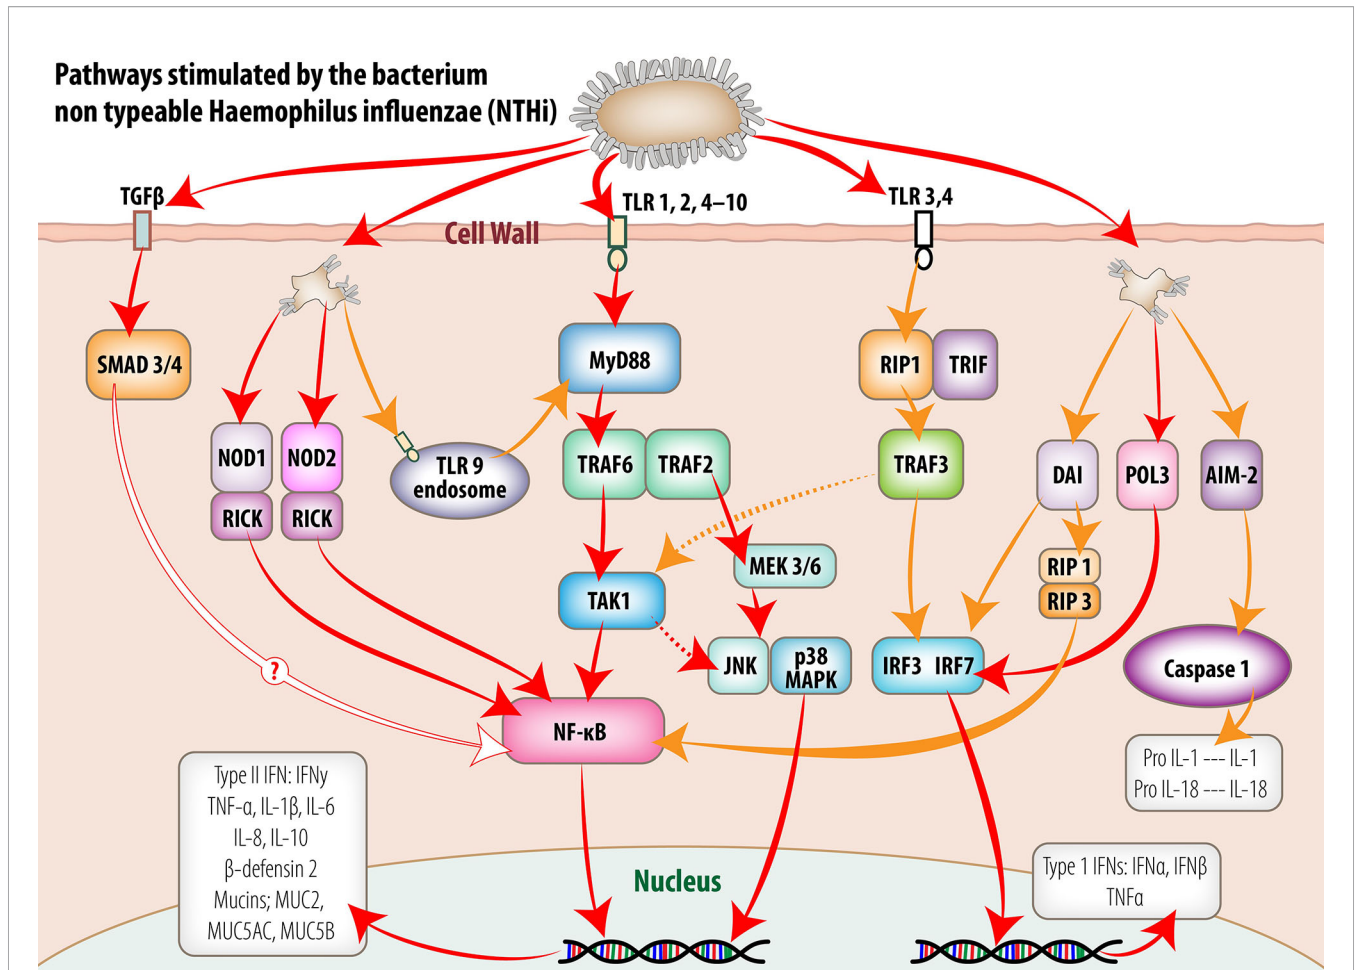 Pathways stimulated by the bacterium
non typeable Haemophilus influenzae (NTHi)
TGFβ
TLR 1, 2, 4–10
TLR 3,4
Cell Wall
SMAD 3/4
MyD88
RIP1
TRIF
NOD1
NOD2
RICK
RICK
TLR 9
endosome
TRAF6
TRAF2
TRAF3
DAI
POL3
AIM-2
MEK 3/6
RIP 1
RIP 3
TAK1
JNK
p38
MAPK
IRF3 IRF7
Caspase 1
?
NF-κB
Pro IL-1 --- IL-1
Pro IL-18 --- IL-18
Type II IFN: IFNy
TNF-α, IL-1β, IL-6
IL-8, IL-10
β-defensin 2
Mucins; MUC2,
MUC5AC, MUC5B
Nucleus
Type 1 IFNs: IFNα, IFNβ
TNFα